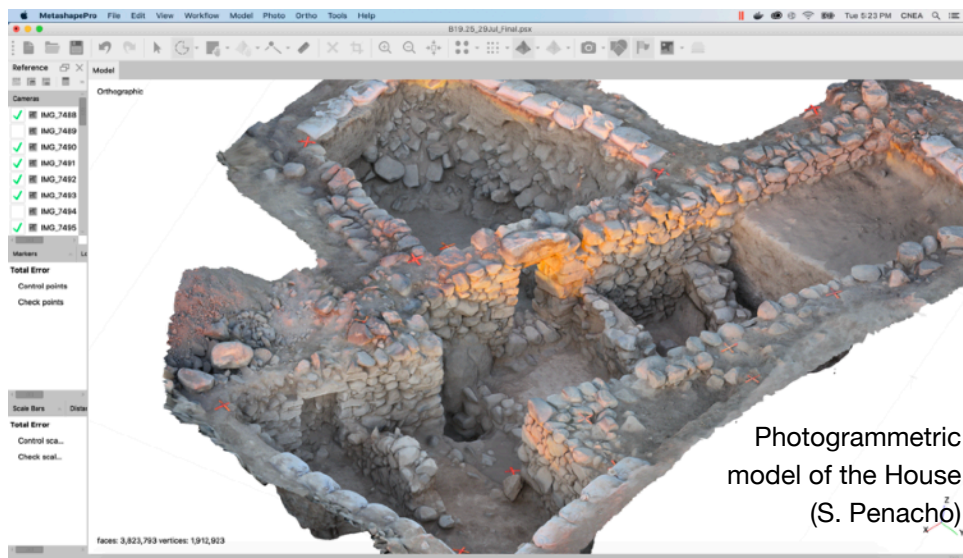 MetashapePro File Edit View Workflow Model Photo Ortho Tools Help Tue 5:23 PM CNEA
B19.25_29Jul_Final.psx
Reference
Model
Cameras
Orthographic
IMG_7488
IMG_7489
IMG_7490
IMG_7491
IMG_7492
IMG_7493
IMG_7494
IMG_7495
Markers
Total Error
Control points
Check points
Scale Bars Dista
Total Error
Control sca...
Check scal...
Photogrammetric
model of the House
(S. Penacho)
Z
X Y
faces: 3,823,793 vertices: 1,912,923